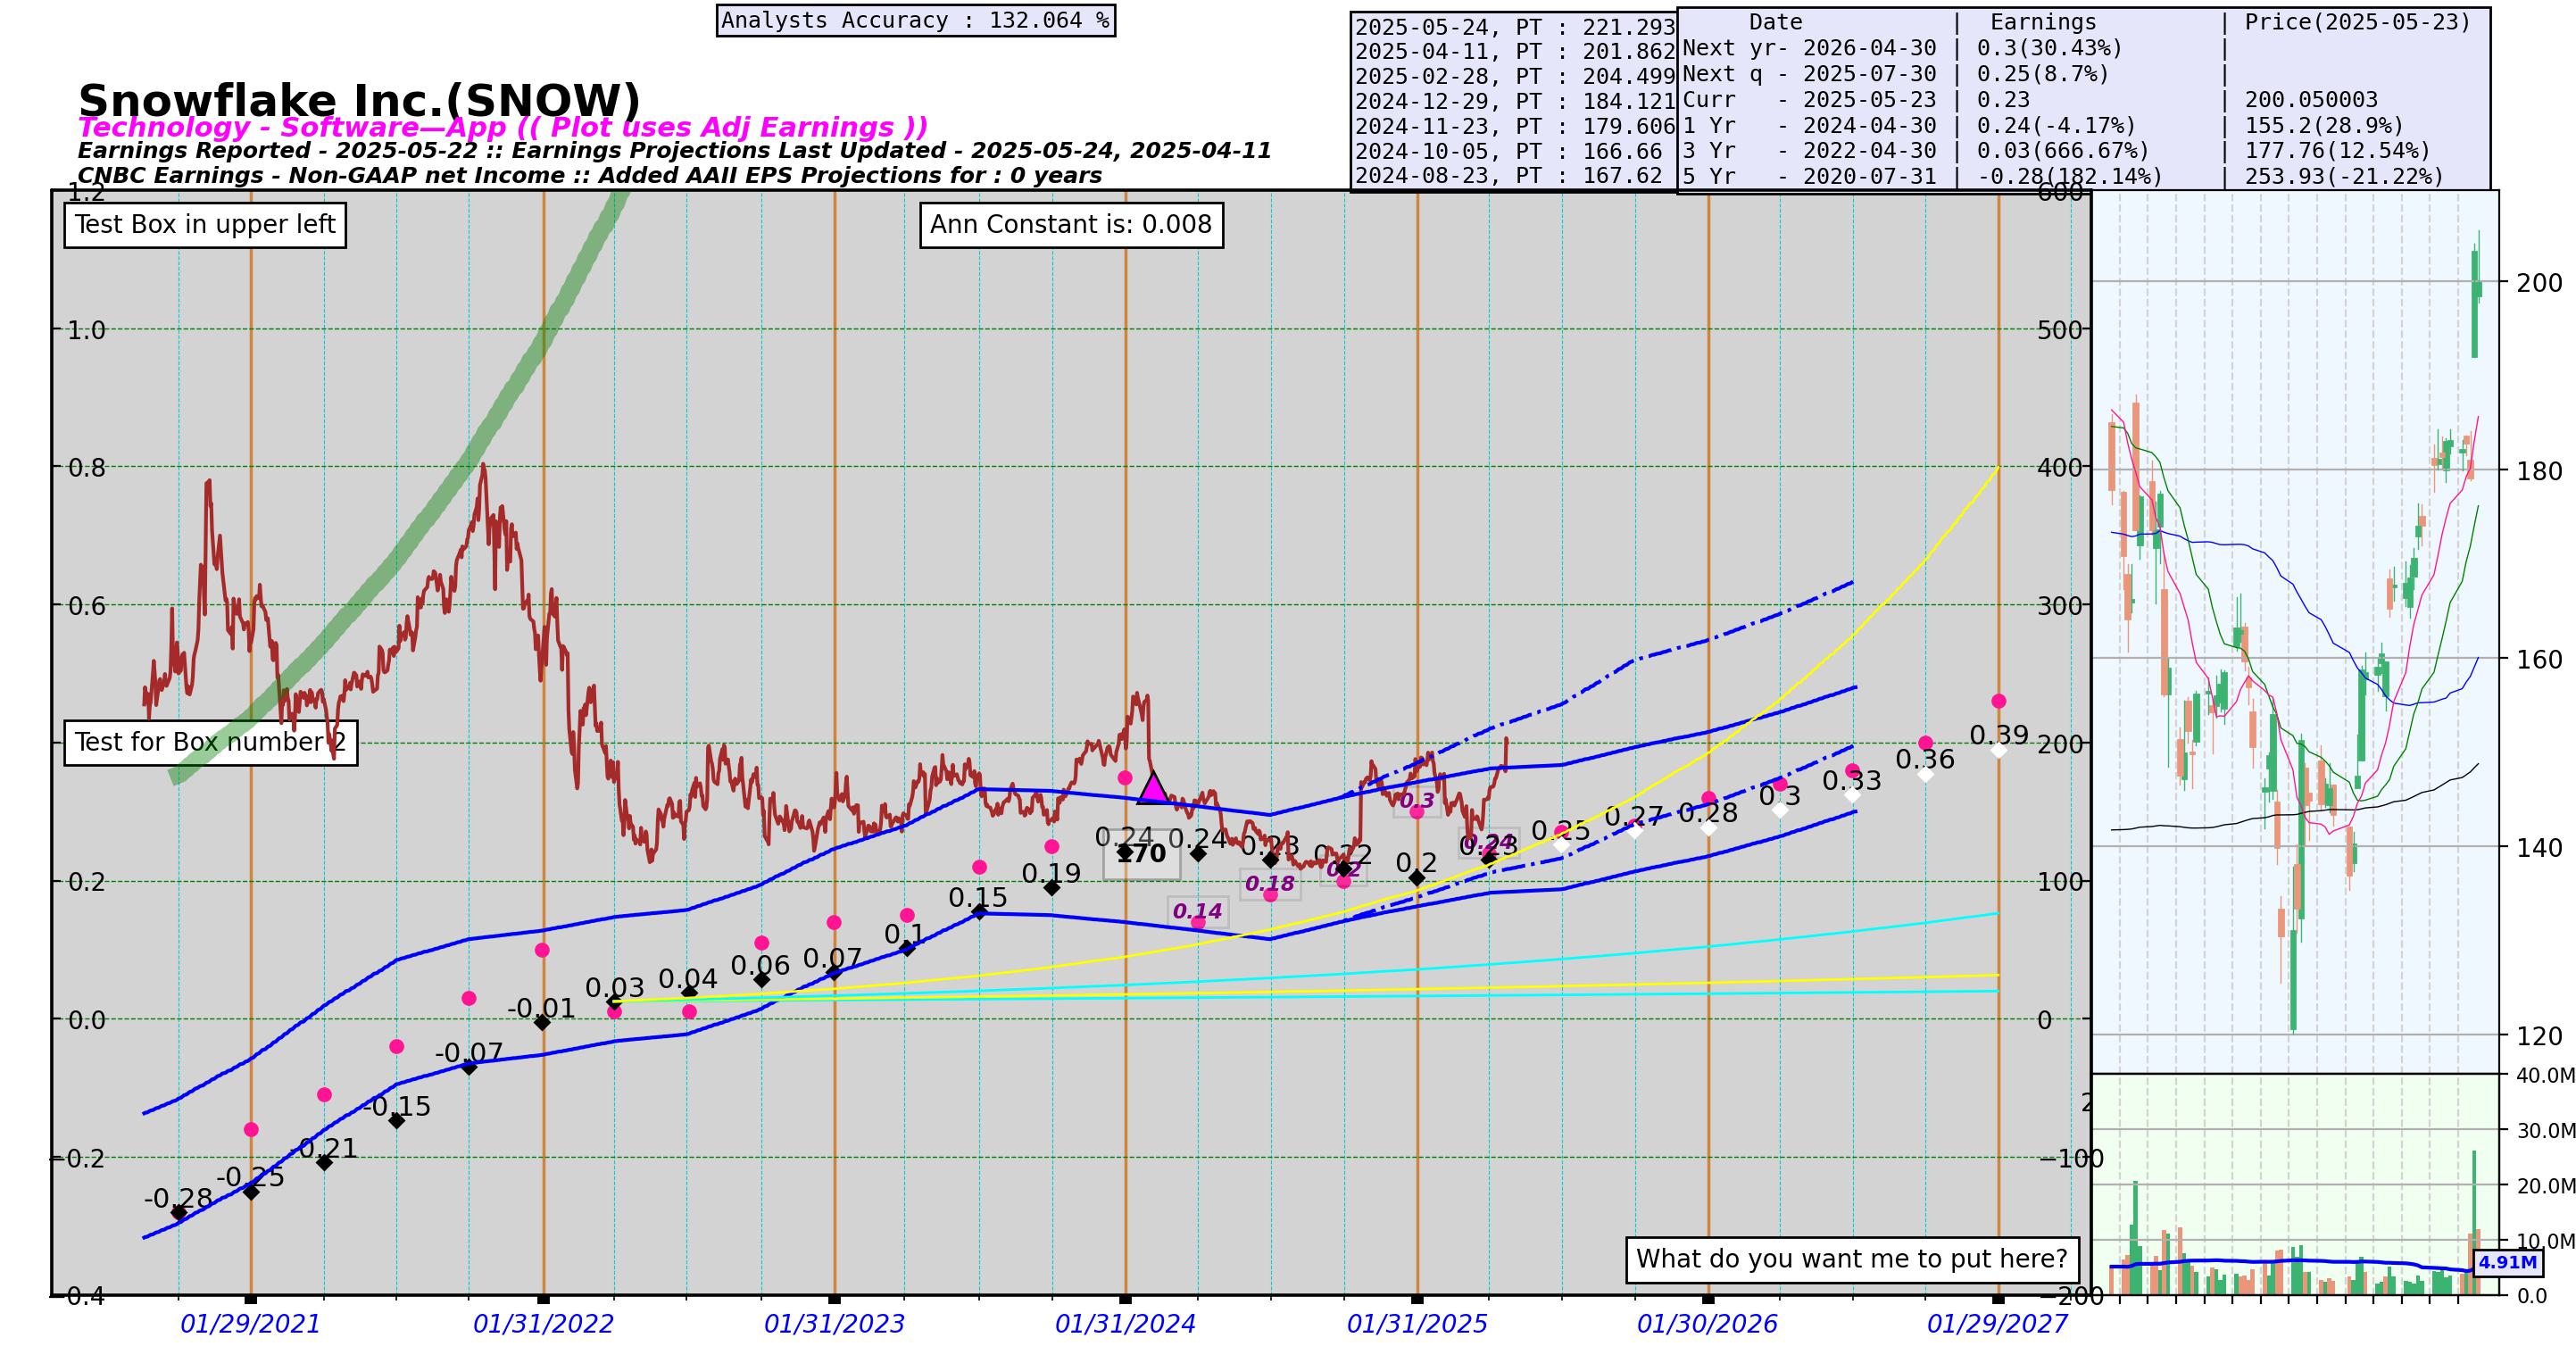 Analysts Accuracy : 132.064 %
2025-05-24, PT : 221.293
2025-04-11, PT : 201.862
2025-02-28, PT : 204.499
2024-12-29, PT : 184.121
2024-11-23, PT : 179.606
2024-10-05, PT : 166.66
2024-08-23, PT : 167.62
Date | Earnings | Price(2025-05-23)
Next yr- 2026-04-30 | 0.3(30.43%) |
Next q - 2025-07-30 | 0.25(8.7%) |
Curr - 2025-05-23 | 0.23 | 200.050003
1 Yr - 2024-04-30 | 0.24(-4.17%) | 155.2(28.9%)
3 Yr - 2022-04-30 | 0.03(666.67%) | 177.76(12.54%)
5 Yr - 2020-07-31 | -0.28(182.14%) | 253.93(-21.22%)
Snowflake Inc.(SNOW)
Technology - Software—App (( Plot uses Adj Earnings ))
Earnings Reported - 2025-05-22 :: Earnings Projections Last Updated - 2025-05-24, 2025-04-11
CNBC Earnings - Non-GAAP net Income :: Added AAII EPS Projections for : 0 years
Test Box in upper left
Ann Constant is: 0.008
Test for Box number 2
What do you want me to put here?
1.2
1.0
0.8
0.6
0.2
0.0
−0.2
−0.4
600
500
400
300
200
100
0
−100
−200
-0.28
-0.25
-0.21
-0.15
-0.07
-0.01
0.03
0.04
0.06
0.07
0.1
0.15
0.19
0.24
170
0.24
0.14
0.23
0.18
0.22
0.2
0.2
0.3
0.23
0.24
0.25
0.27
0.28
0.3
0.33
0.36
0.39
200
180
160
140
120
40.0M
30.0M
20.0M
10.0M
4.91M
0.0
2
01/29/2021
01/31/2022
01/31/2023
01/31/2024
01/31/2025
01/30/2026
01/29/2027